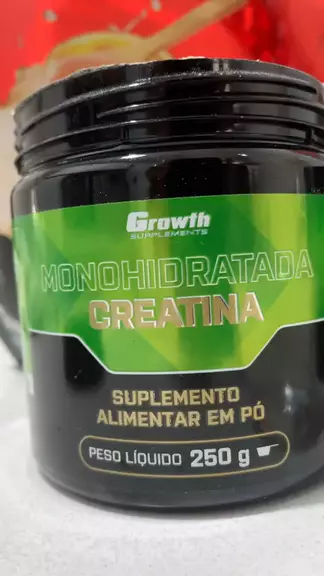 Growth
SUPPLEMENTS
MONOHIDRATADA
CREATINA
SUPLEMENTO
ALIMENTAR EM PÓ
PESO LÍQUIDO 250 g